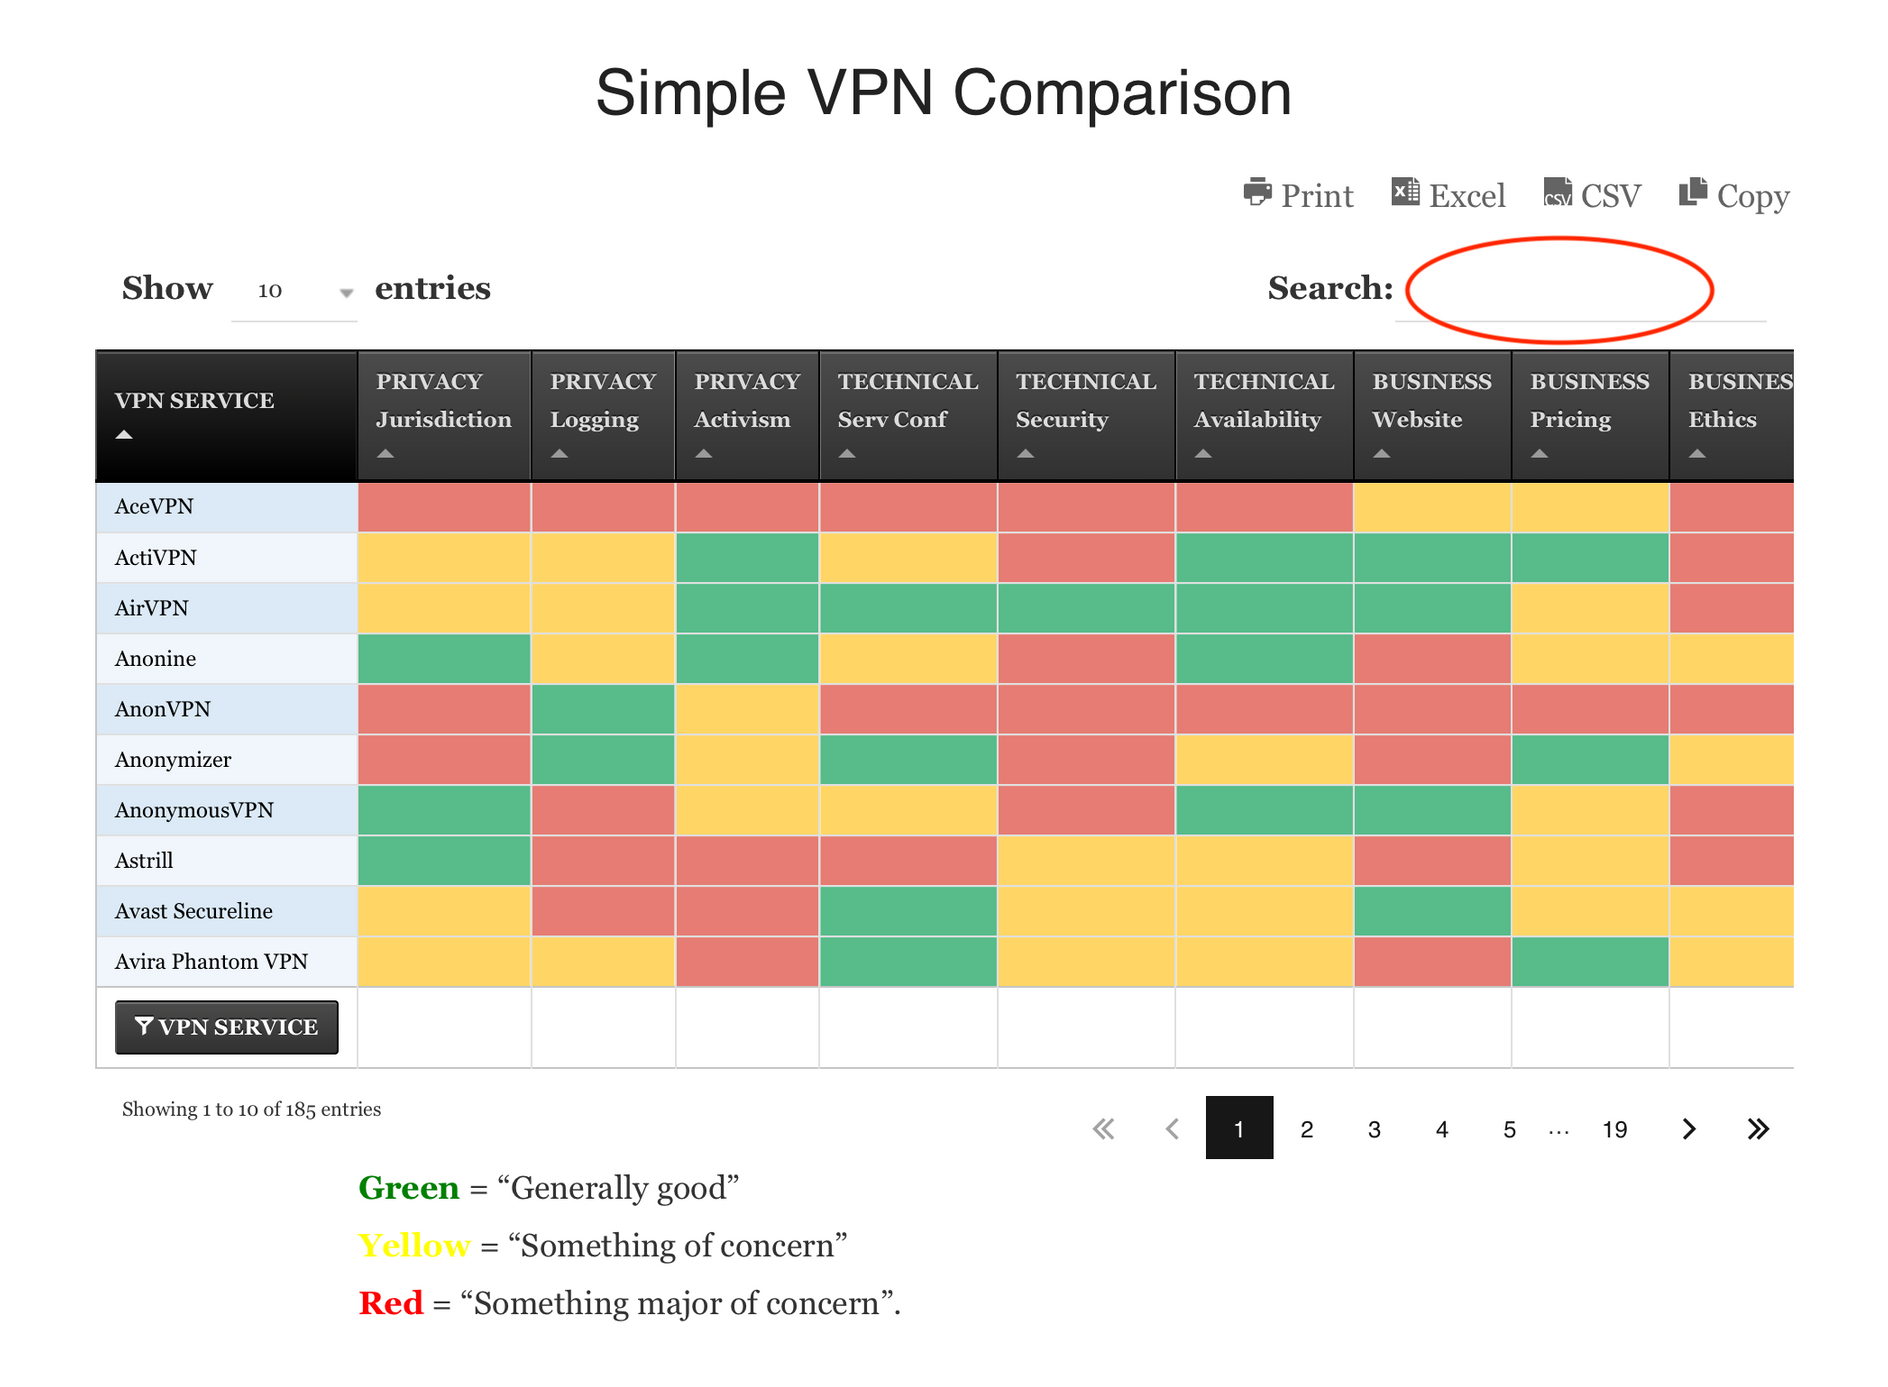 Simple VPN Comparison
Print Excel CSV Copy
Show 10 entries Search:
VPN SERVICE
PRIVACY Jurisdiction
PRIVACY Logging
PRIVACY Activism
TECHNICAL Serv Conf
TECHNICAL Security
TECHNICAL Availability
BUSINESS Website
BUSINESS Pricing
BUSINES Ethics
AceVPN
ActiVPN
AirVPN
Anonine
AnonVPN
Anonymizer
AnonymousVPN
Astrill
Avast Secureline
Avira Phantom VPN
VPN SERVICE
Showing 1 to 10 of 185 entries
« ‹ 1 2 3 4 5 … 19 › »
Green = “Generally good”
Yellow = “Something of concern”
Red = “Something major of concern”.